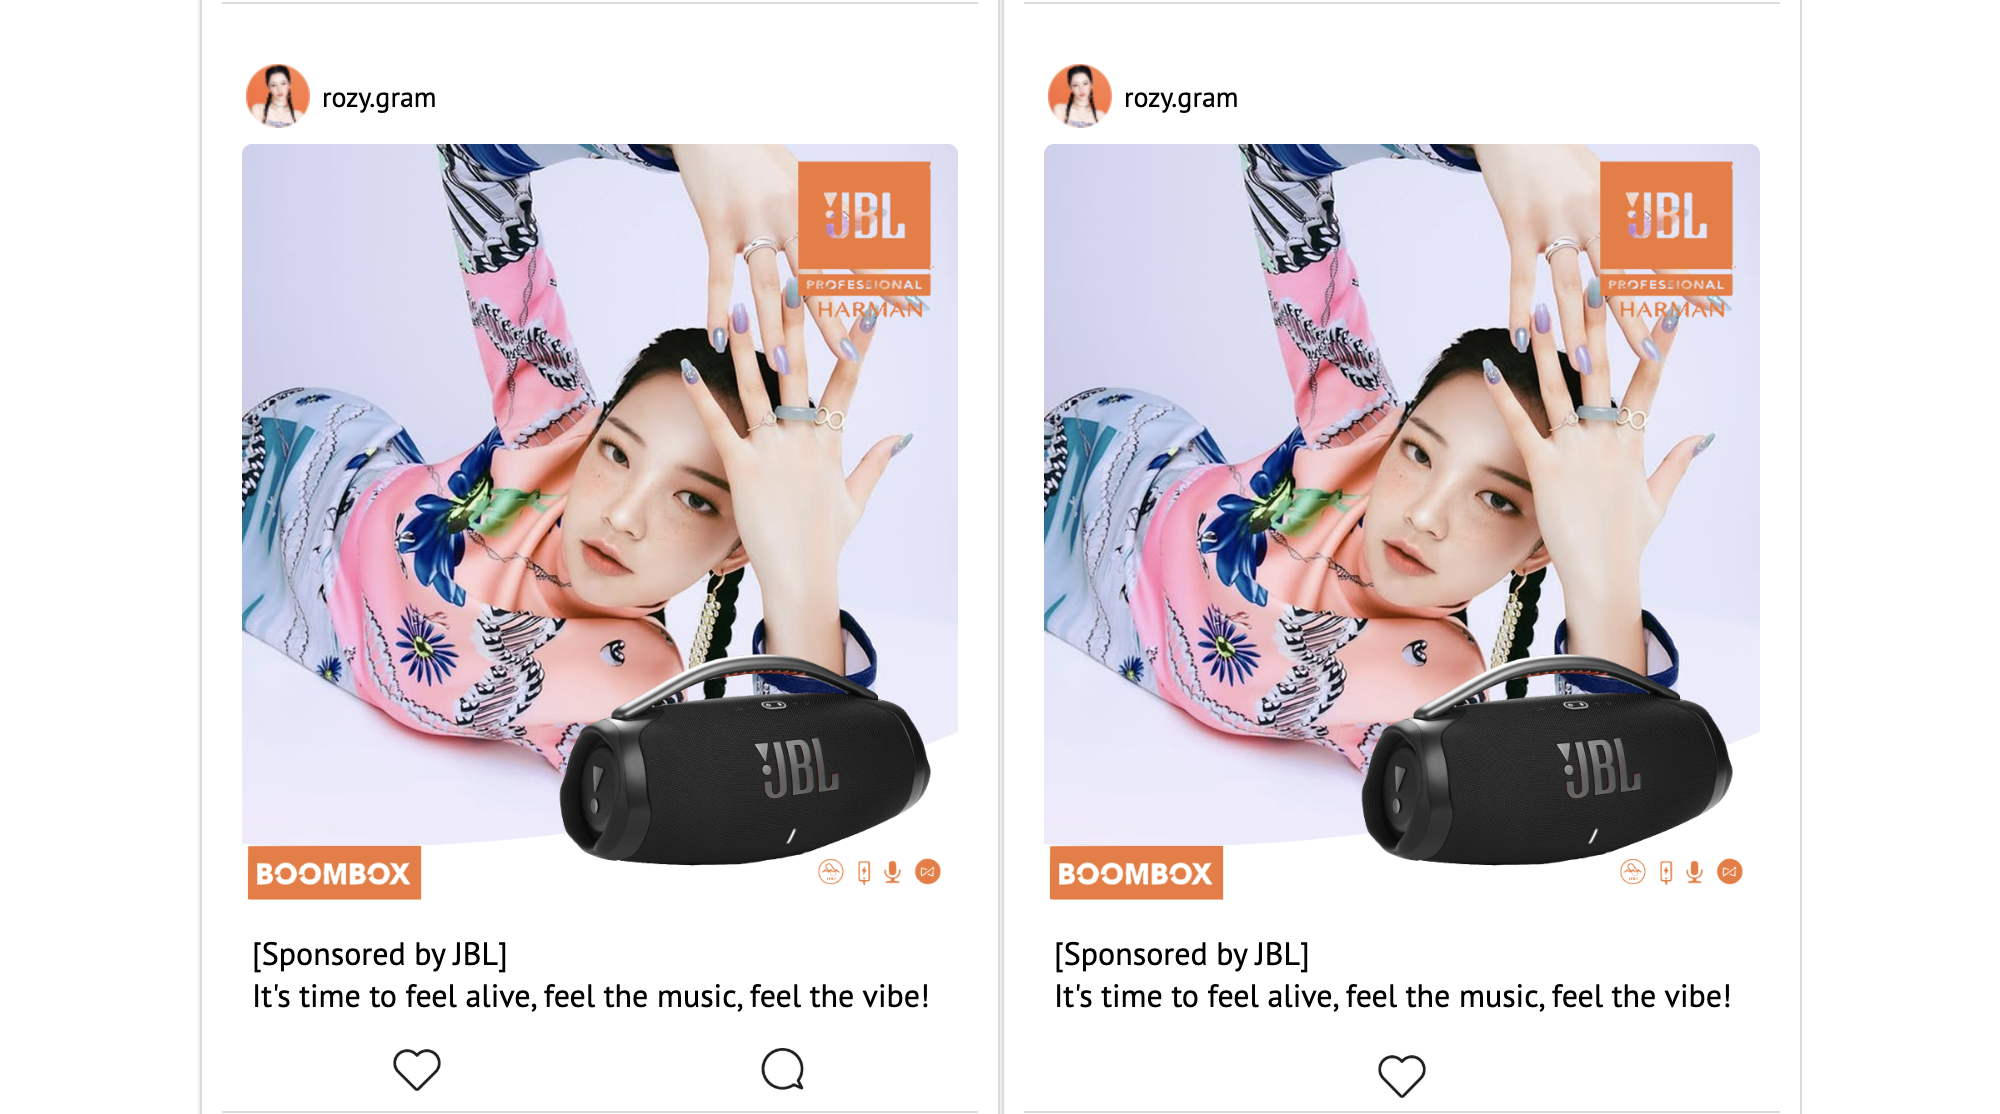 rozy.gram
JBL
PROFESSIONAL
HARMAN
JBL
BOOMBOX
[Sponsored by JBL]
It's time to feel alive, feel the music, feel the vibe!
rozy.gram
JBL
PROFESSIONAL
HARMAN
JBL
BOOMBOX
[Sponsored by JBL]
It's time to feel alive, feel the music, feel the vibe!